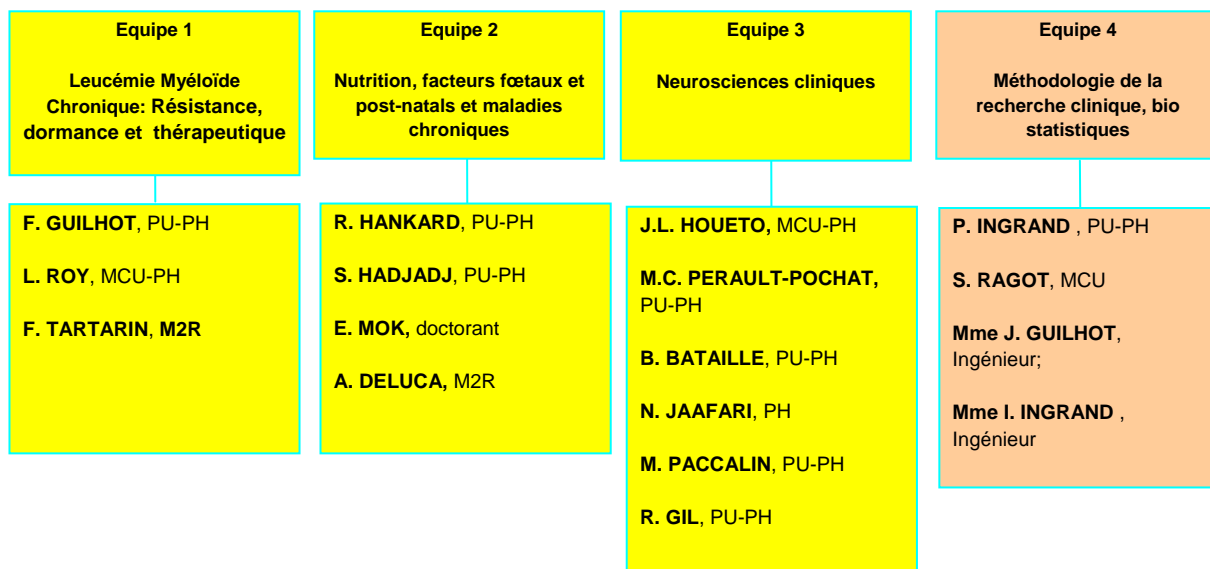 Equipe 1
Leucémie Myéloïde
Chronique: Résistance,
dormance et thérapeutique
F. GUILHOT, PU-PH
L. ROY, MCU-PH
F. TARTARIN, M2R
Equipe 2
Nutrition, facteurs fœtaux et
post-natals et maladies
chroniques
R. HANKARD, PU-PH
S. HADJADJ, PU-PH
E. MOK, doctorant
A. DELUCA, M2R
Equipe 3
Neurosciences cliniques
J.L. HOUETO, MCU-PH
M.C. PERAULT-POCHAT,
PU-PH
B. BATAILLE, PU-PH
N. JAAFARI, PH
M. PACCALIN, PU-PH
R. GIL, PU-PH
Equipe 4
Méthodologie de la
recherche clinique, bio
statistiques
P. INGRAND , PU-PH
S. RAGOT, MCU
Mme J. GUILHOT,
Ingénieur;
Mme I. INGRAND ,
Ingénieur